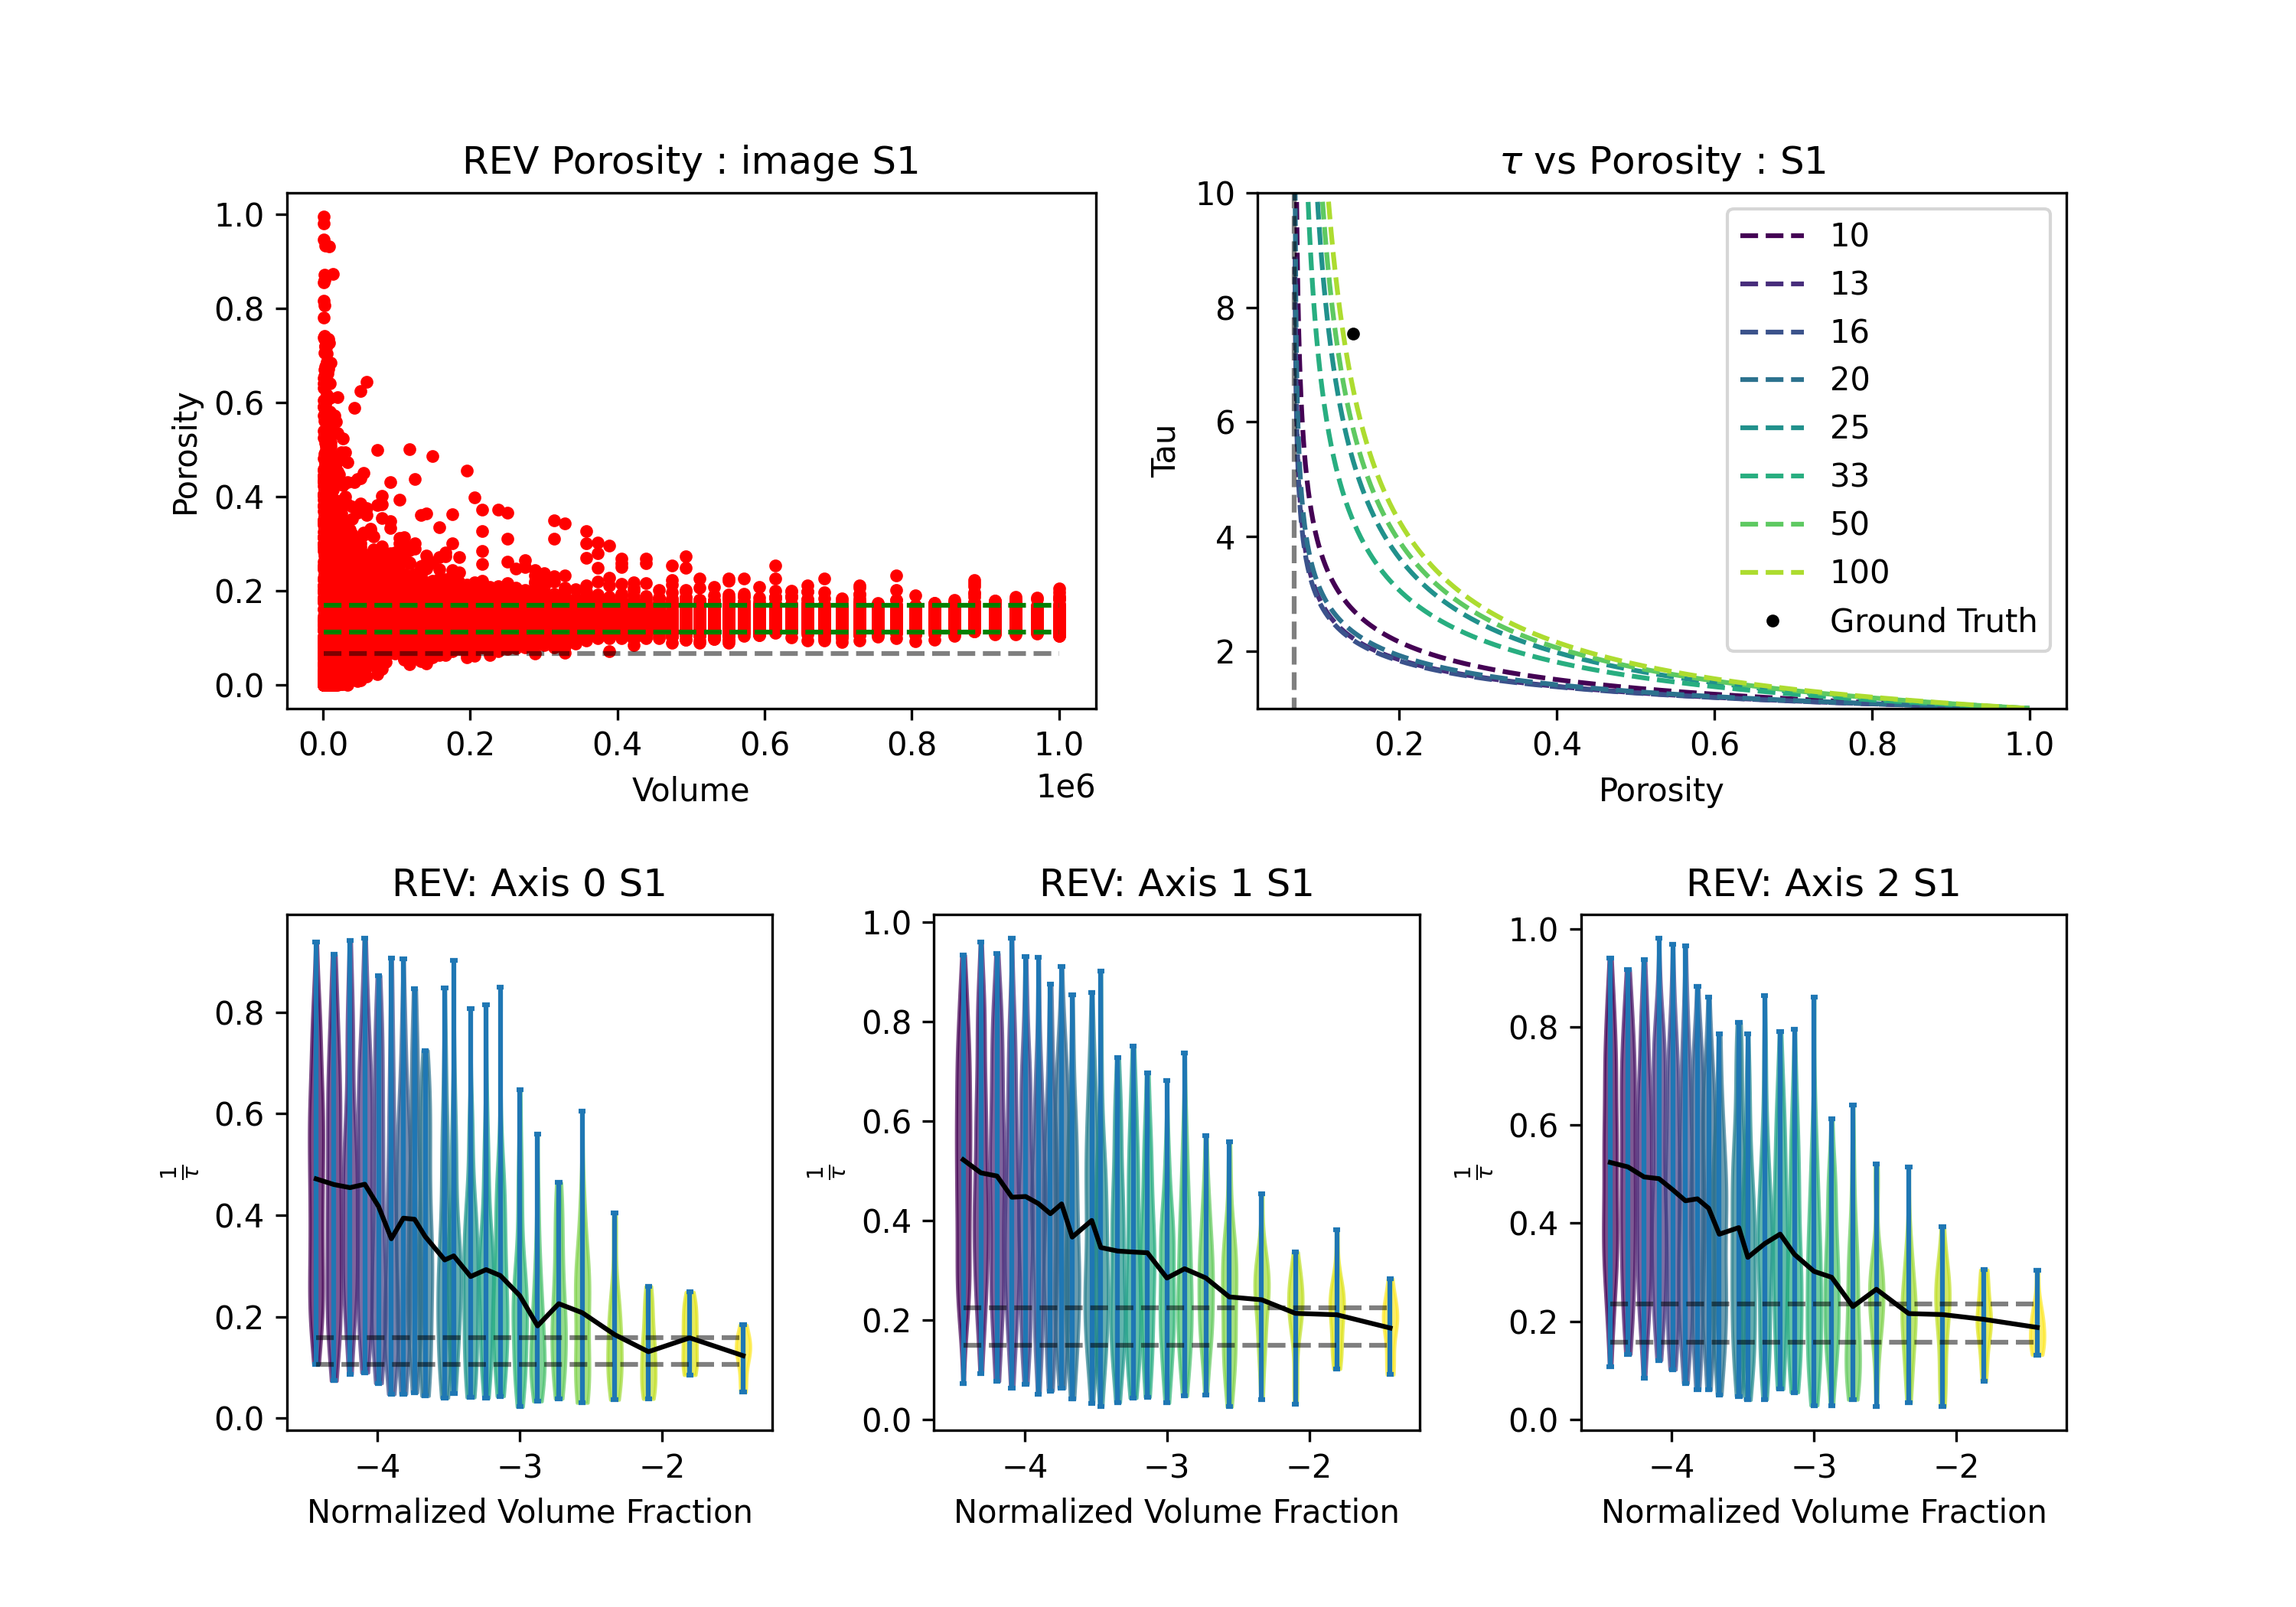 REV Porosity : image S1
1.0
0.8
0.6
0.4
0.2
0.0
Porosity
0.0 0.2 0.4 0.6 0.8 1.0
1e6
Volume
τ vs Porosity : S1
10
8
6
4
2
Tau
0.2 0.4 0.6 0.8 1.0
Porosity
10
13
16
20
25
33
50
100
Ground Truth
REV: Axis 0 S1
0.8
0.6
0.4
0.2
0.0
1/τ
−4 −3 −2
Normalized Volume Fraction
REV: Axis 1 S1
1.0
0.8
0.6
0.4
0.2
0.0
1/τ
−4 −3 −2
Normalized Volume Fraction
REV: Axis 2 S1
1.0
0.8
0.6
0.4
0.2
0.0
1/τ
−4 −3 −2
Normalized Volume Fraction